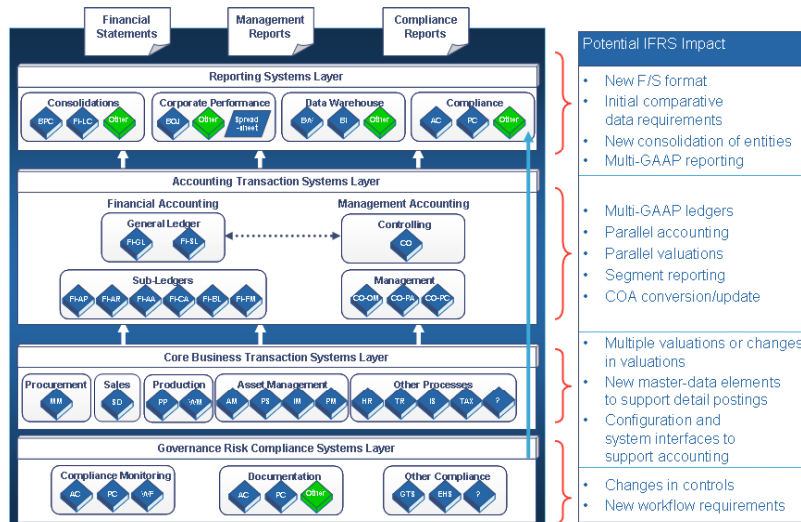 Financial
Statements
Management
Reports
Compliance
Reports
Reporting Systems Layer
Consolidations
BPC
FI-LC
Other
Corporate Performance
BOJ
Other
Spread
-sheet
Data Warehouse
BW
BI
Other
Compliance
AC
PC
Other
Accounting Transaction Systems Layer
Financial Accounting
Management Accounting
General Ledger
FI-GL
FI-SL
Controlling
CO
Sub-Ledgers
FI-AP
FI-AR
FI-AA
FI-CA
FI-BL
FI-FM
Management
CO-OM
CO-PA
CO-PC
Core Business Transaction Systems Layer
Procurement
MM
Sales
SD
Production
PP
WM
Asset Management
AM
PS
IM
PM
Other Processes
HR
TR
IS
TAX
?
Governance Risk Compliance Systems Layer
Compliance Monitoring
AC
PC
WF
Documentation
AC
PC
Other
Other Compliance
GTS
EHS
?
Potential IFRS Impact
• New F/S format
• Initial comparative
data requirements
• New consolidation of entities
• Multi-GAAP reporting
• Multi-GAAP ledgers
• Parallel accounting
• Parallel valuations
• Segment reporting
• COA conversion/update
• Multiple valuations or changes
in valuations
• New master-data elements
to support detail postings
• Configuration and
system interfaces to
support accounting
• Changes in controls
• New workflow requirements